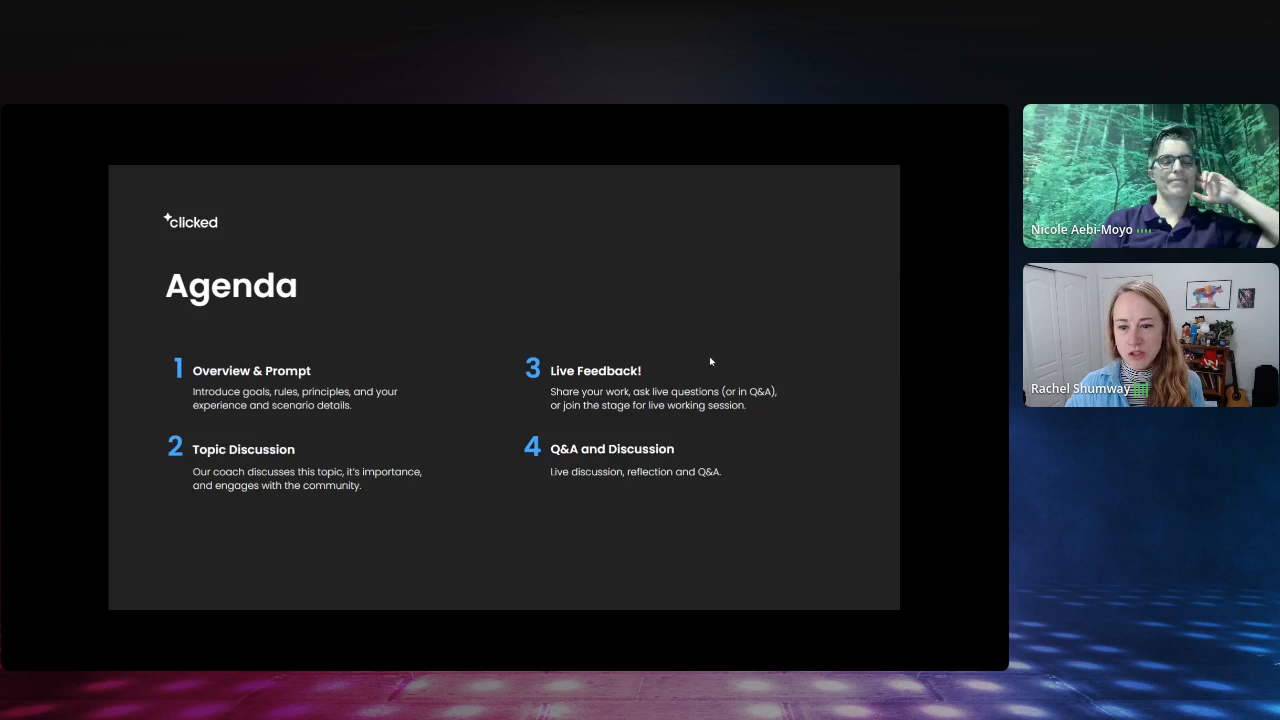 clicked
Agenda
1 Overview & Prompt
Introduce goals, rules, principles, and your
experience and scenario details.
2 Topic Discussion
Our coach discusses this topic, it's importance,
and engages with the community.
3 Live Feedback!
Share your work, ask live questions (or in Q&A),
or join the stage for live working session.
4 Q&A and Discussion
Live discussion, reflection and Q&A.
Nicole Aebi-Moyo
Rachel Shumway